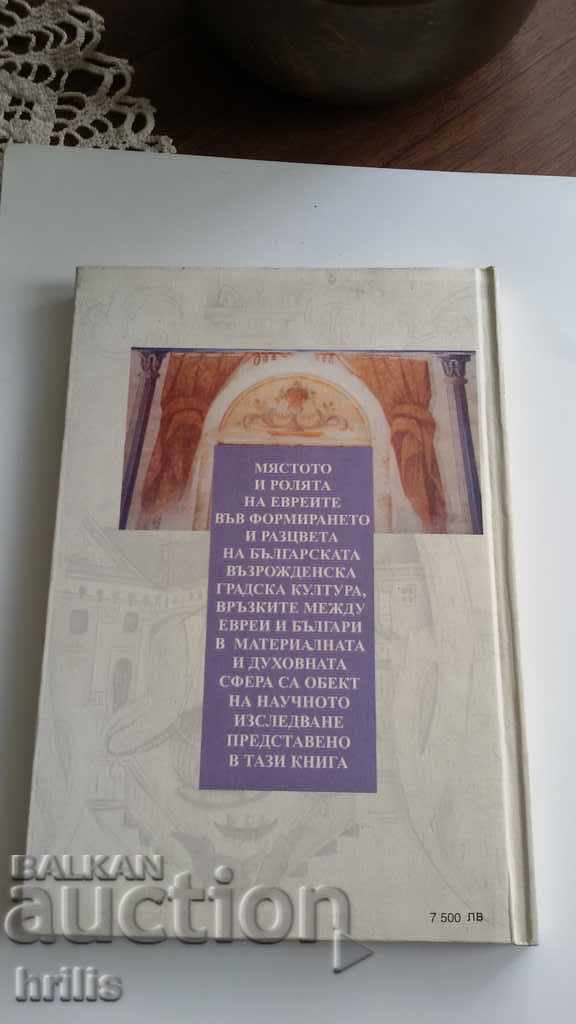 МЯСТОТО
И РОЛЯТА
НА ЕВРЕИТЕ
ВЪВ ФОРМИРАНЕТО
И РАЗЦВЕТА
НА БЪЛГАРСКАТА
ВЪЗРОЖДЕНСКА
ГРАДСКА КУЛТУРА,
ВРЪЗКИТЕ МЕЖДУ
ЕВРЕИ И БЪЛГАРИ
В МАТЕРИАЛНАТА
И ДУХОВНАТА
СФЕРА СА ОБЕКТ
НА НАУЧНОТО
ИЗСЛЕДВАНЕ
ПРЕДСТАВЕНО
В ТАЗИ КНИГА
7 500 ЛВ
BALKAN
auction
hrilis